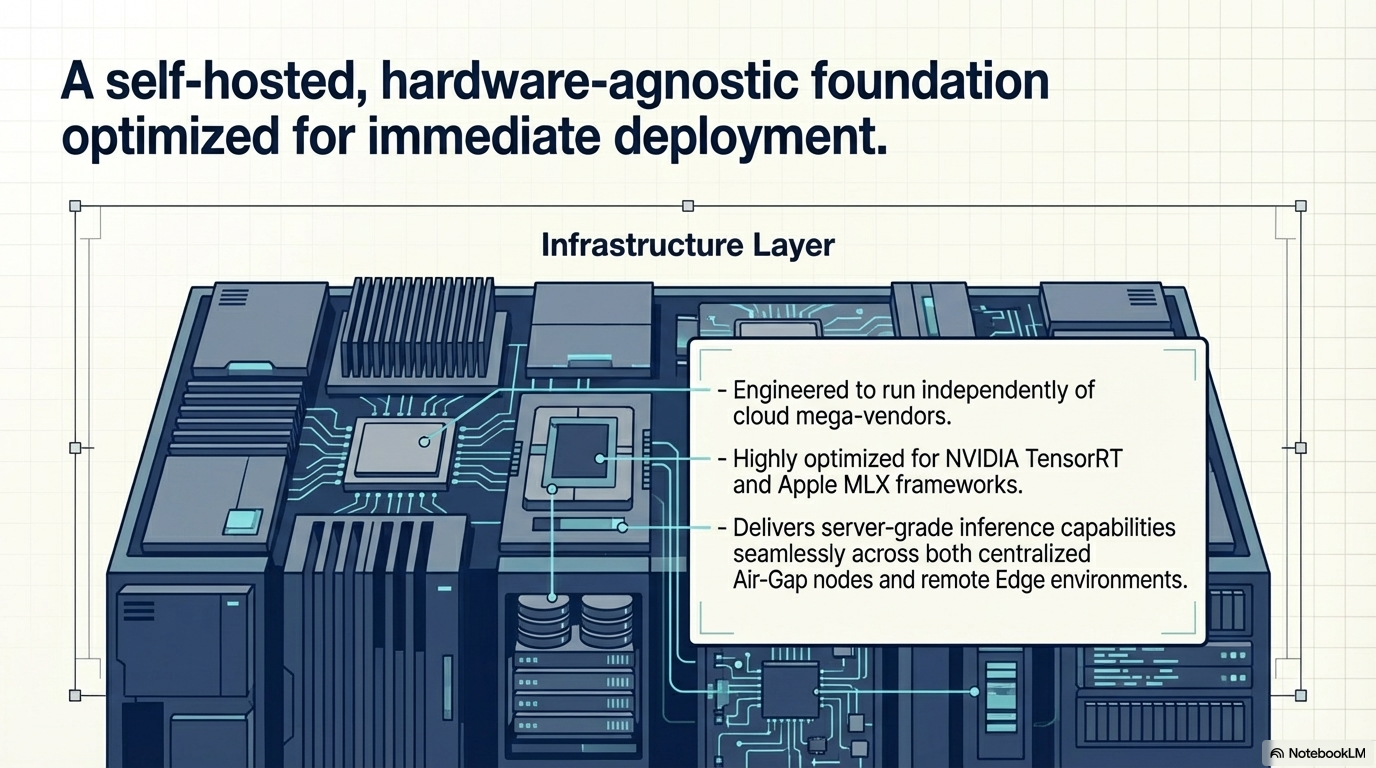 A self-hosted, hardware-agnostic foundation
optimized for immediate deployment.
Infrastructure Layer
- Engineered to run independently of
cloud mega-vendors.
- Highly optimized for NVIDIA TensorRT
and Apple MLX frameworks.
- Delivers server-grade inference capabilities
seamlessly across both centralized
Air-Gap nodes and remote Edge environments.
NotebookLM